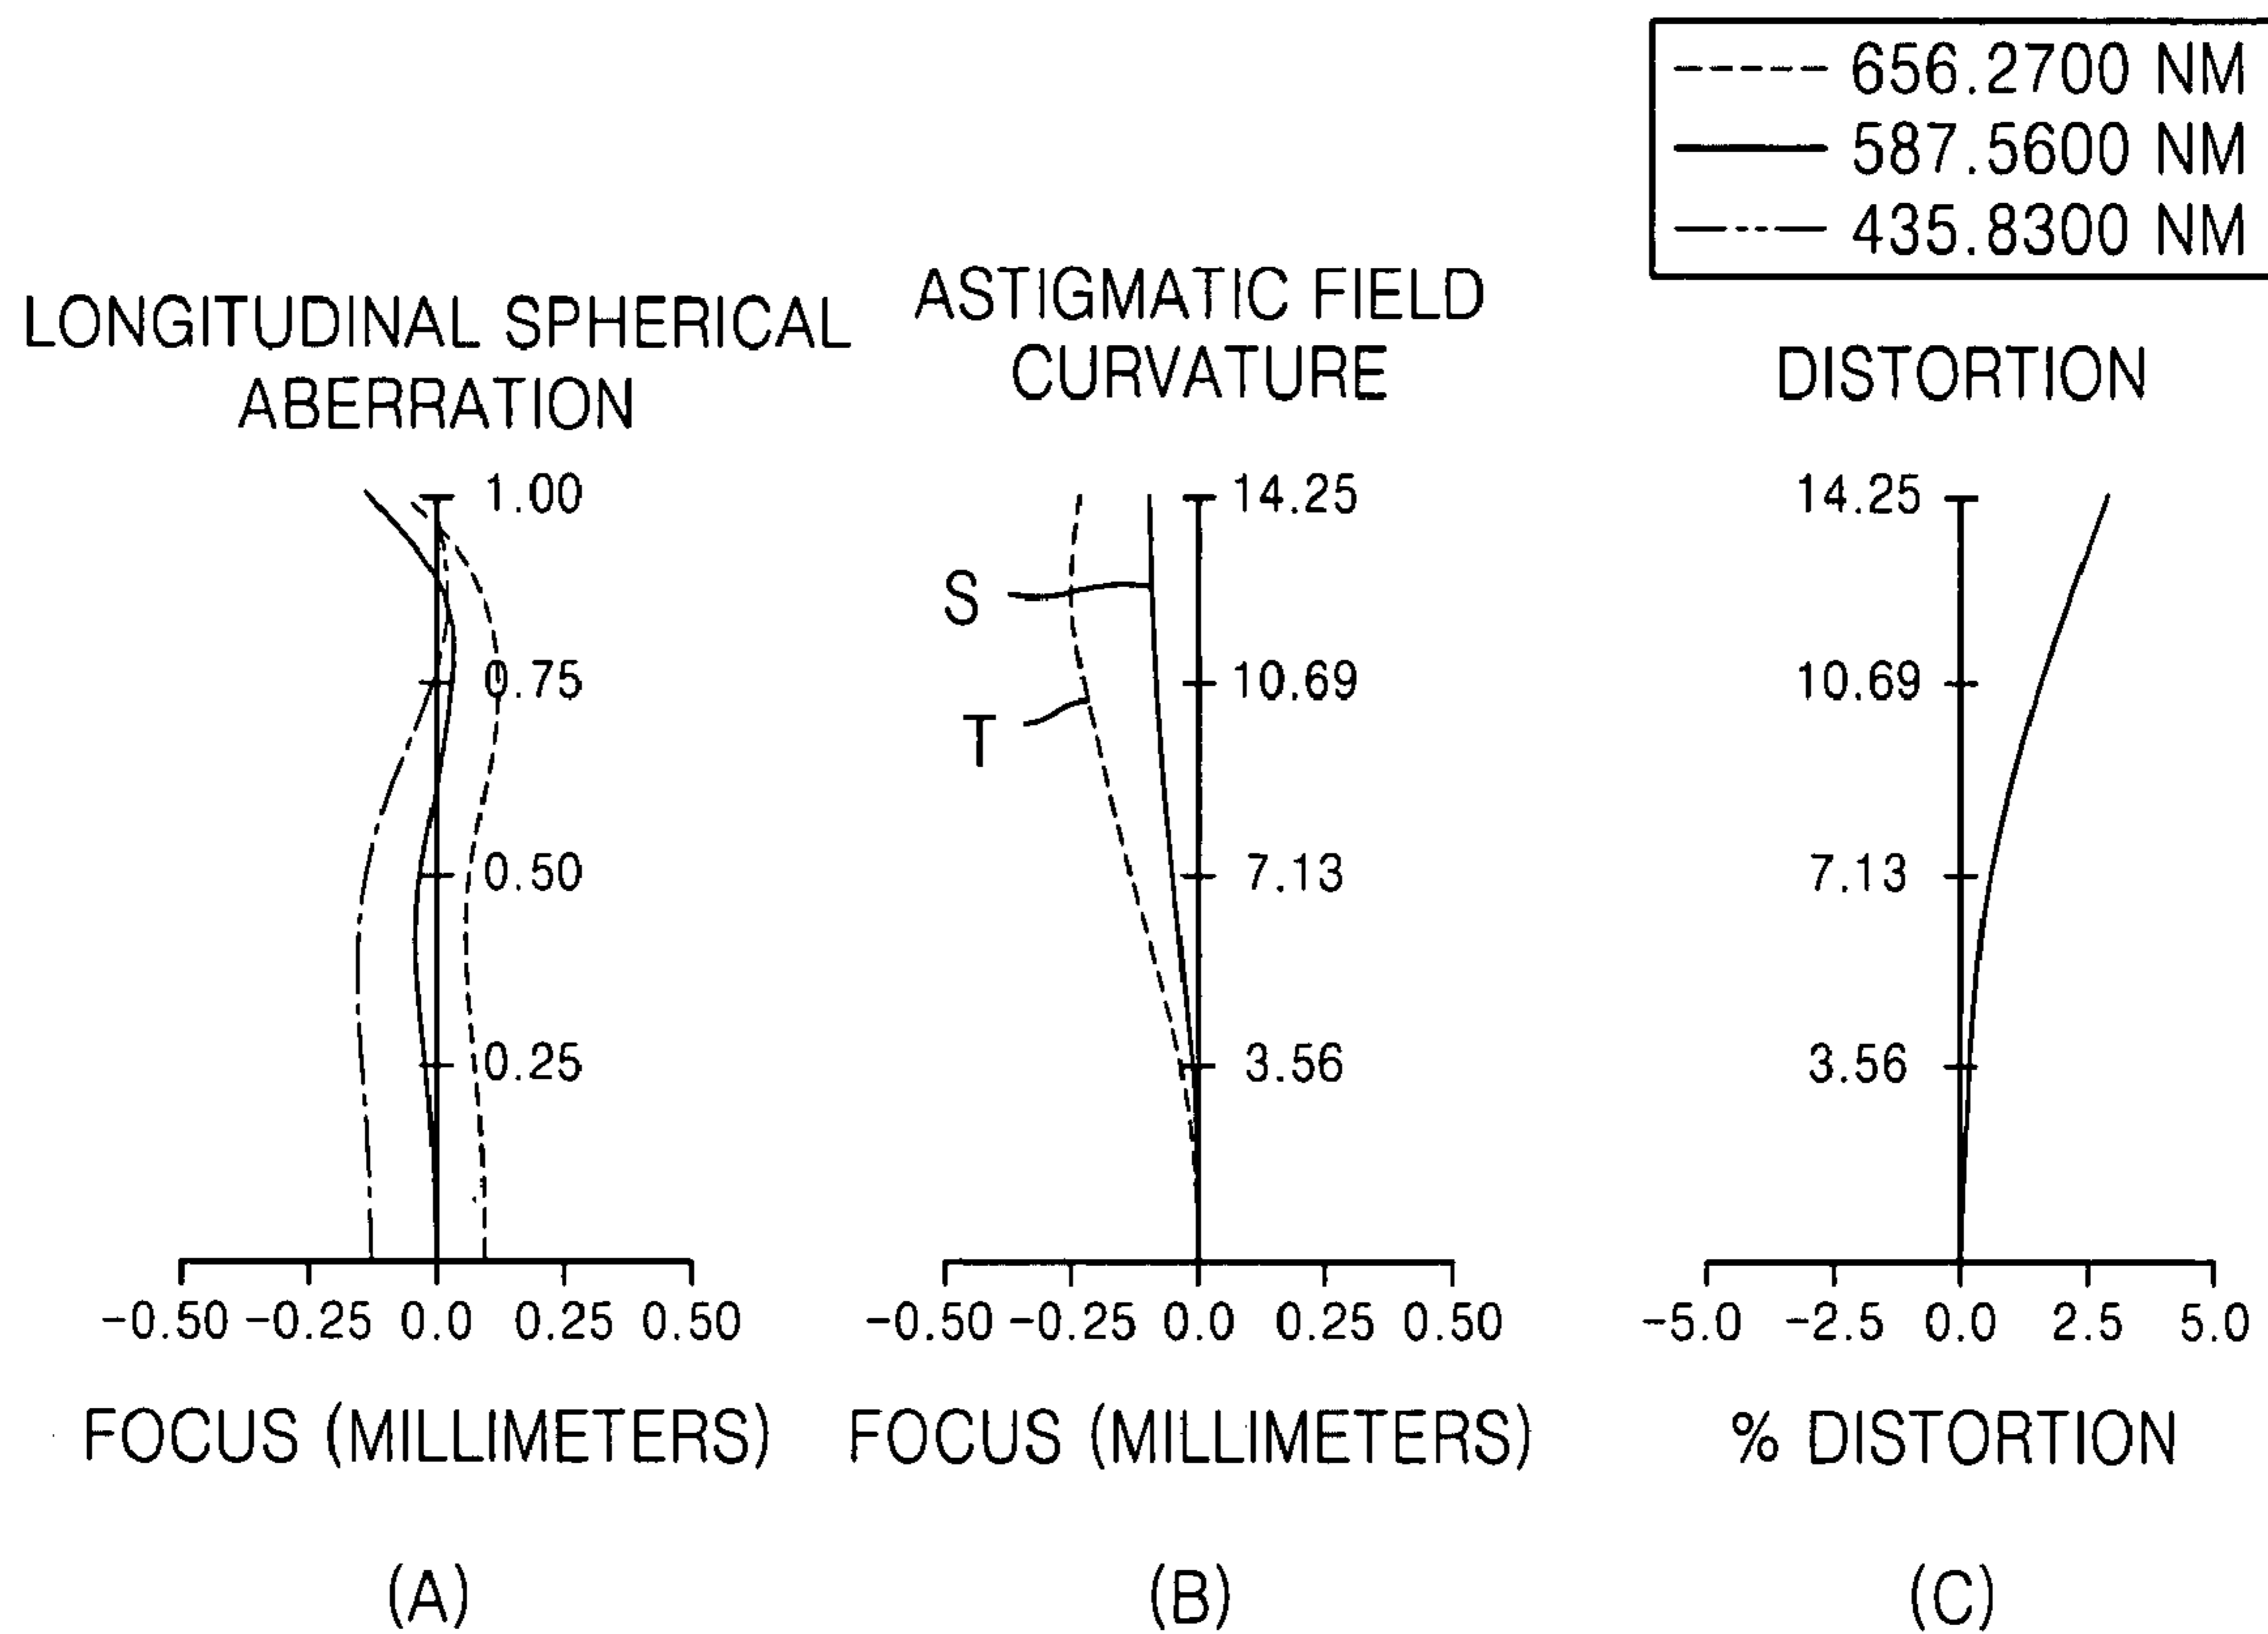 656.2700 NM
587.5600 NM
435.8300 NM
LONGITUDINAL SPHERICAL
ABERRATION
1.00
0.75
0.50
0.25
-0.50 -0.25 0.0 0.25 0.50
FOCUS (MILLIMETERS)
(A)
ASTIGMATIC FIELD
CURVATURE
14.25
S
10.69
T
7.13
3.56
-0.50 -0.25 0.0 0.25 0.50
FOCUS (MILLIMETERS)
(B)
DISTORTION
14.25
10.69
7.13
3.56
-5.0 -2.5 0.0 2.5 5.0
% DISTORTION
(C)